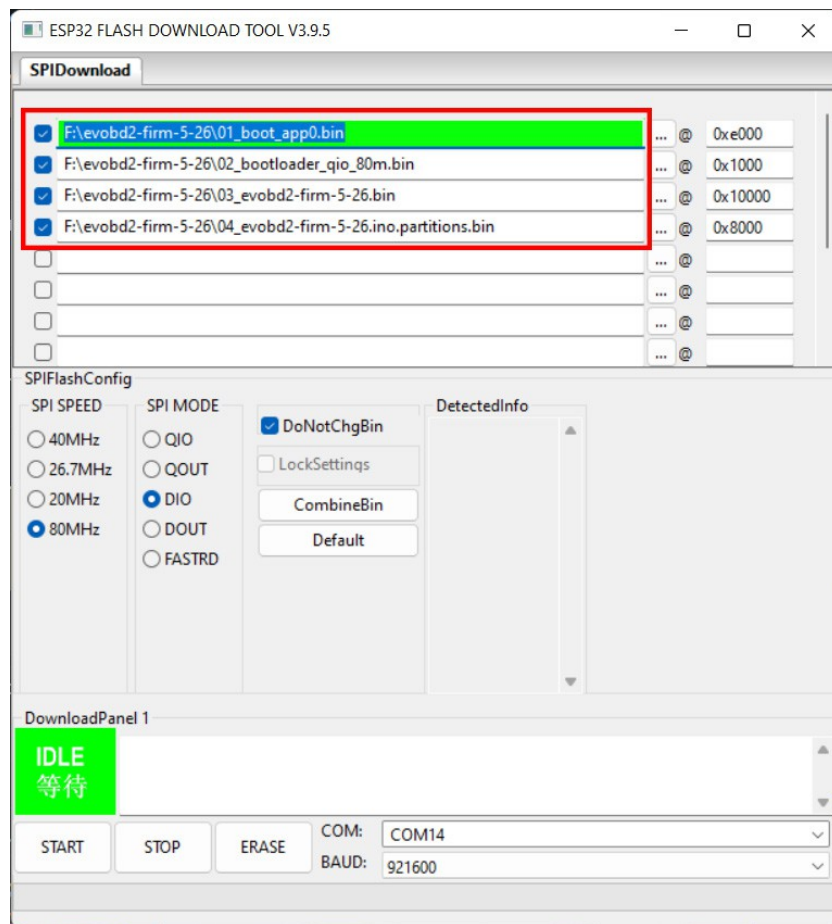 ESP32 FLASH DOWNLOAD TOOL V3.9.5
SPIDownload
F:\evobd2-firm-5-26\01_boot_app0.bin ... @ 0xe000
F:\evobd2-firm-5-26\02_bootloader_qio_80m.bin ... @ 0x1000
F:\evobd2-firm-5-26\03_evobd2-firm-5-26.bin ... @ 0x10000
F:\evobd2-firm-5-26\04_evobd2-firm-5-26.ino.partitions.bin ... @ 0x8000
... @
... @
... @
... @
SPIFlashConfig
SPI SPEED
40MHz
26.7MHz
20MHz
80MHz
SPI MODE
QIO
QOUT
DIO
DOUT
FASTRD
DoNotChgBin
LockSettings
CombineBin
Default
DetectedInfo
DownloadPanel 1
IDLE
等待
START STOP ERASE
COM: COM14
BAUD: 921600